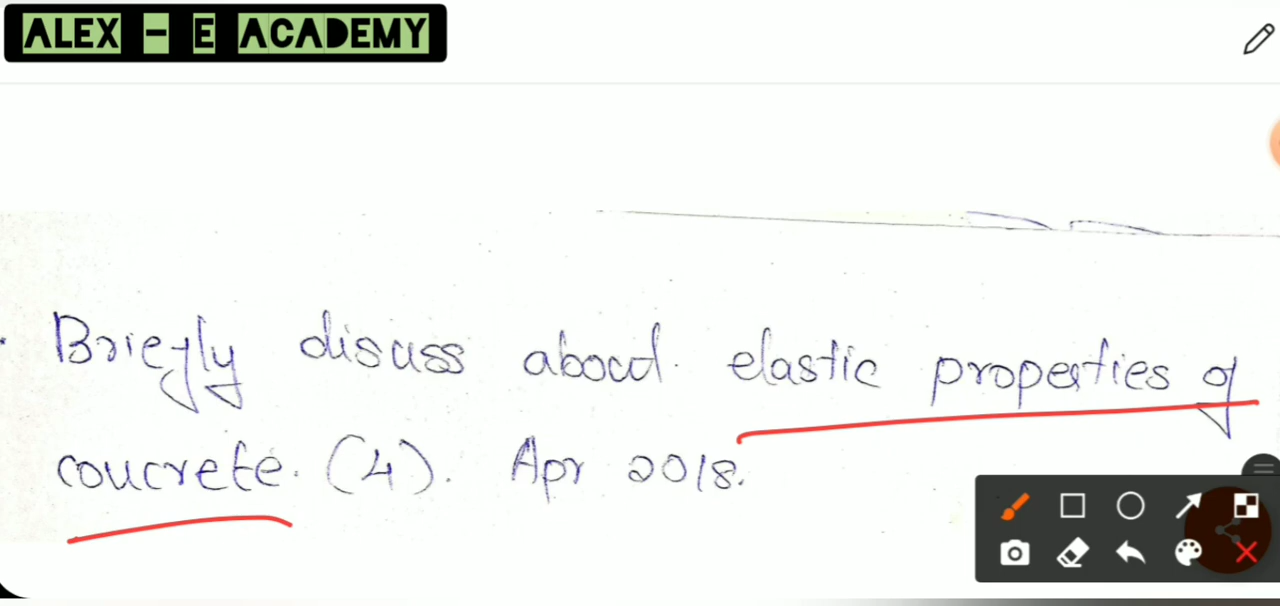 ALEX - E ACADEMY
Briefly discuss about elastic properties of
concrete. (4). Apr 2018.